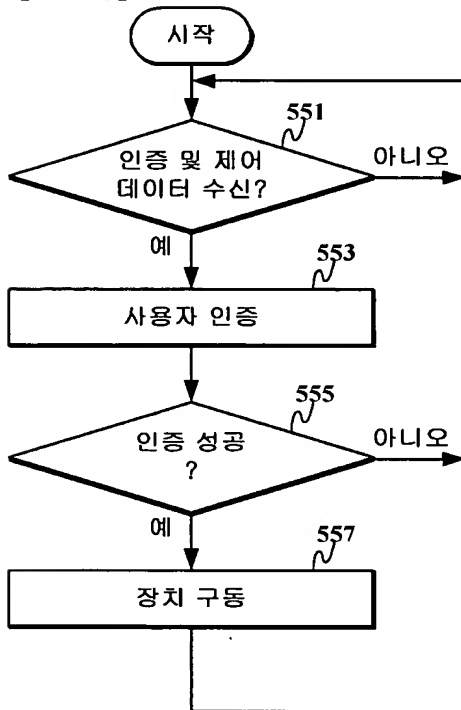 시작
551
인증 및 제어
데이터 수신?
아니오
예
553
사용자 인증
555
인증 성공
?
아니오
예
557
장치 구동